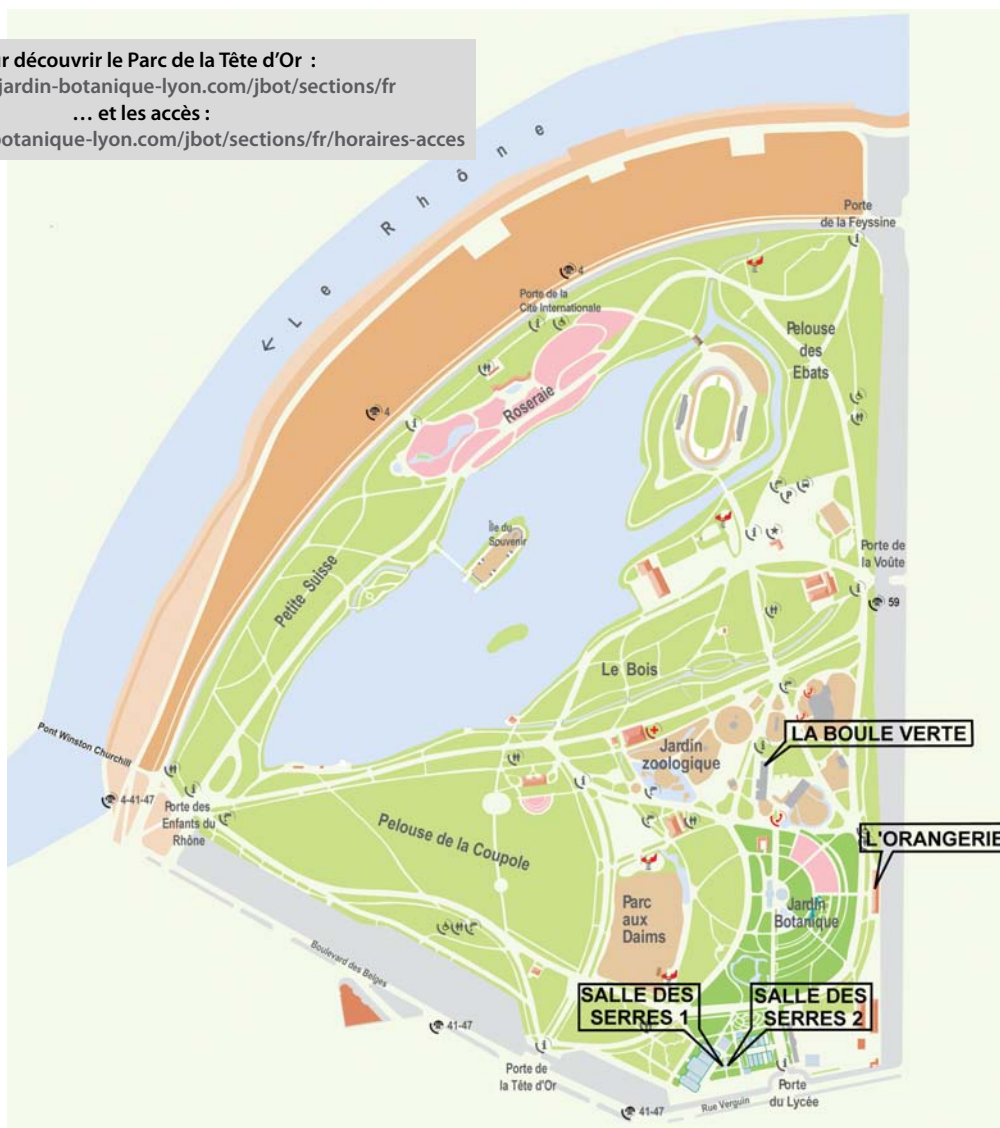 ur découvrir le Parc de la Tête d'Or :
jardin-botanique-lyon.com/jbot/sections/fr
... et les accès :
otanique-lyon.com/jbot/sections/fr/horaires-acces
Le Rhône
Porte
de la Feyssine
4
Porte de la
Cité Internationale
Pelouse
des
Ebats
4
Roseraie
P
Île du
Souvenir
Porte de
la Voûte
59
Petite Suisse
Le Bois
LA BOULE VERTE
Jardin
zoologique
Pont Winston Churchill
4-41-47
Porte des
Enfants du
Rhône
Pelouse de la Coupole
L'ORANGERIE
Parc
aux
Daims
Jardin
Botanique
Boulevard des Belges
SALLE DES
SERRES 1
SALLE DES
SERRES 2
41-47
Porte de
la Tête d'Or
Porte
du Lycée
Rue Verguin
41-47